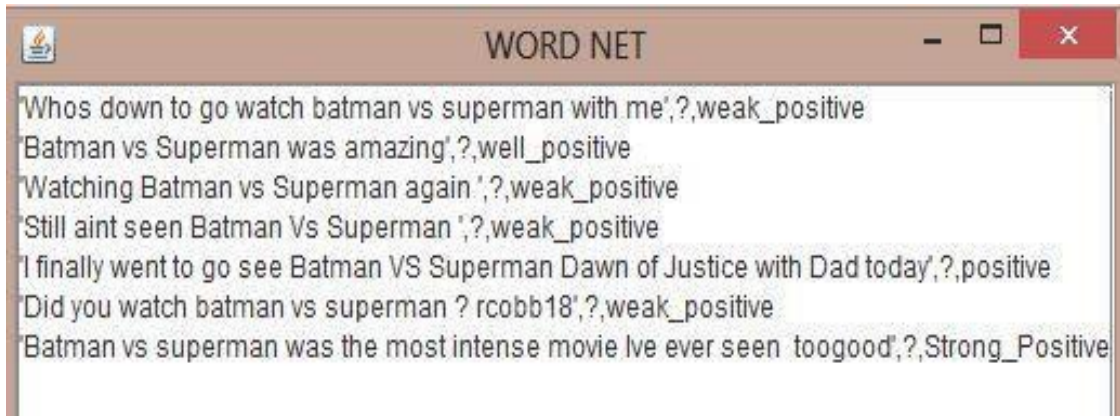 WORD NET
'Whos down to go watch batman vs superman with me',?,weak_positive
'Batman vs Superman was amazing',?,well_positive
'Watching Batman vs Superman again ',?,weak_positive
'Still aint seen Batman Vs Superman ',?,weak_positive
'I finally went to go see Batman VS Superman Dawn of Justice with Dad today',?,positive
'Did you watch batman vs superman ? rcobb18',?,weak_positive
'Batman vs superman was the most intense movie Ive ever seen  toogood',?,Strong_Positive